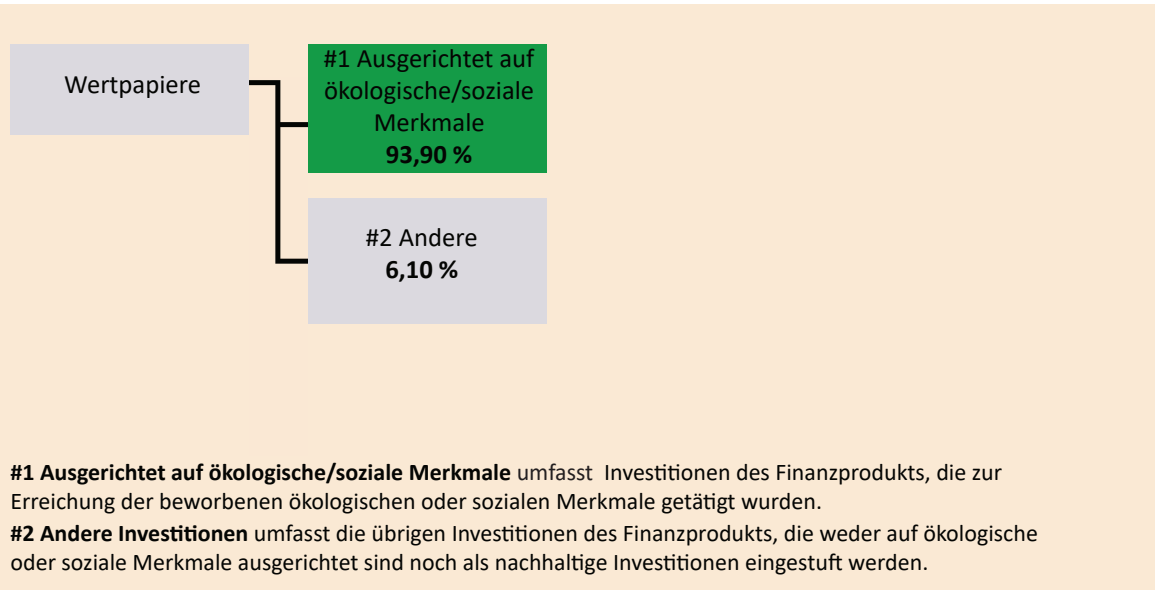 Wertpapiere
#1 Ausgerichtet auf
ökologische/soziale
Merkmale
93,90 %
#2 Andere
6,10 %
#1 Ausgerichtet auf ökologische/soziale Merkmale umfasst Investitionen des Finanzprodukts, die zur
Erreichung der beworbenen ökologischen oder sozialen Merkmale getätigt wurden.
#2 Andere Investitionen umfasst die übrigen Investitionen des Finanzprodukts, die weder auf ökologische
oder soziale Merkmale ausgerichtet sind noch als nachhaltige Investitionen eingestuft werden.